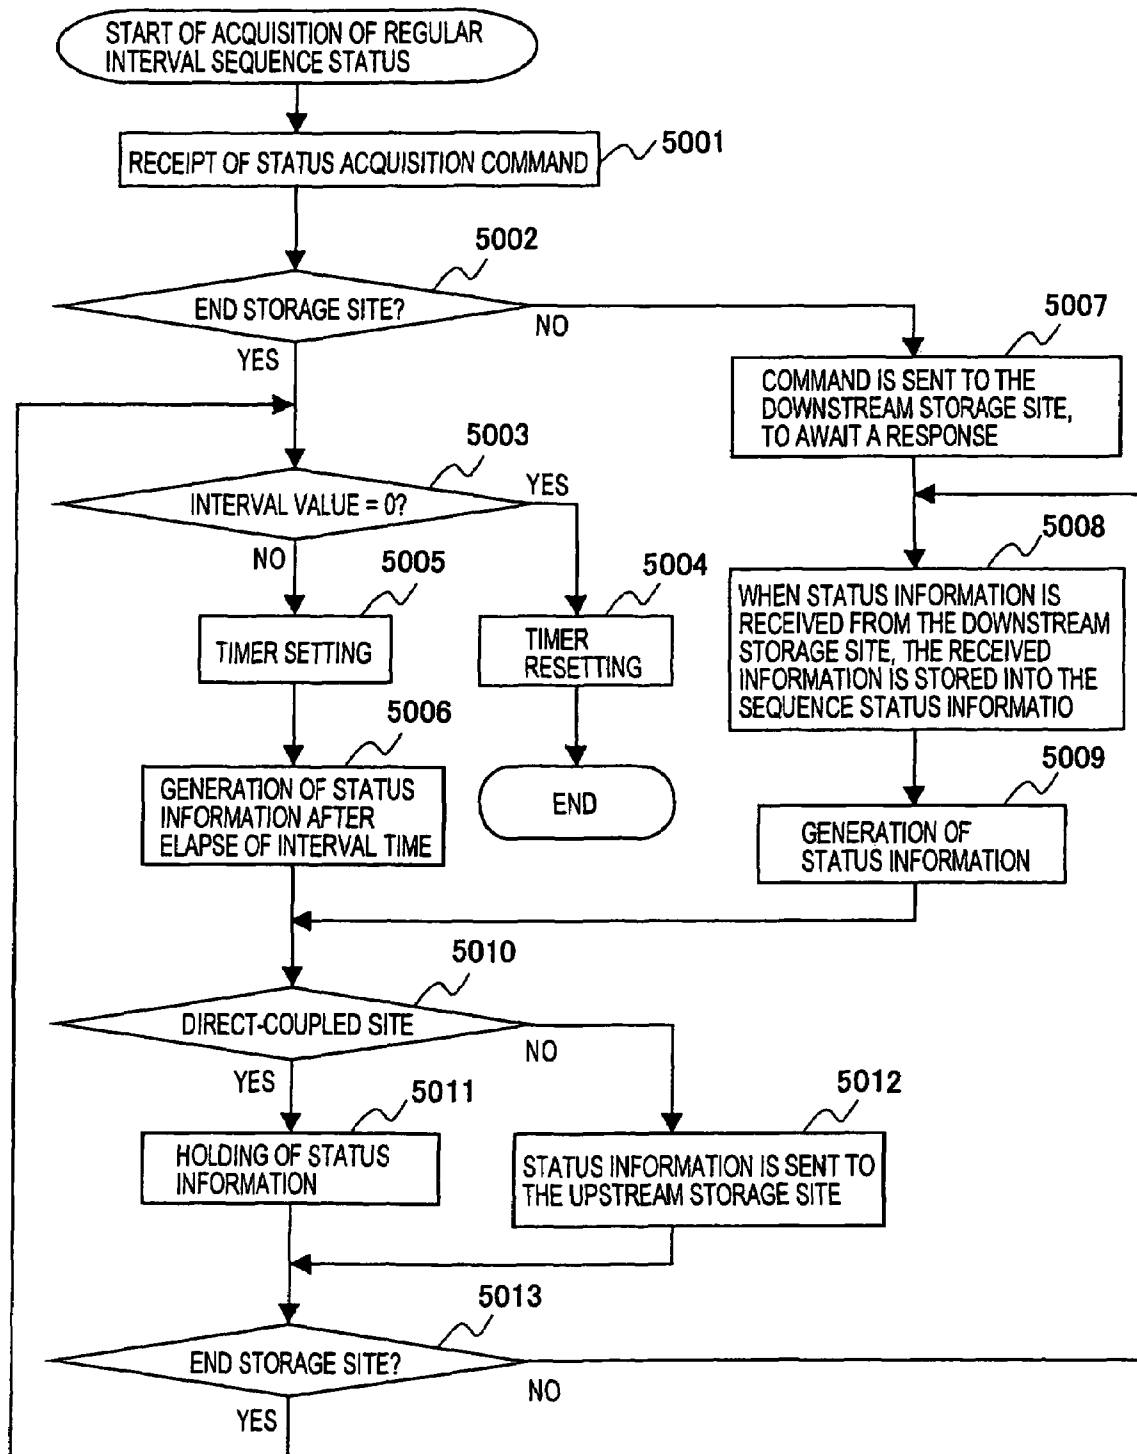 START OF ACQUISITION OF REGULAR
INTERVAL SEQUENCE STATUS
RECEIPT OF STATUS ACQUISITION COMMAND
5001
5002
END STORAGE SITE?
NO
YES
5007
COMMAND IS SENT TO THE
DOWNSTREAM STORAGE SITE,
TO AWAIT A RESPONSE
5003
INTERVAL VALUE = 0?
YES
NO
5005
TIMER SETTING
5004
TIMER
RESETTING
5008
WHEN STATUS INFORMATION IS
RECEIVED FROM THE DOWNSTREAM
STORAGE SITE, THE RECEIVED
INFORMATION IS STORED INTO THE
SEQUENCE STATUS INFORMATIO
5006
GENERATION OF STATUS
INFORMATION AFTER
ELAPSE OF INTERVAL TIME
END
5009
GENERATION OF
STATUS INFORMATION
5010
DIRECT-COUPLED SITE
NO
YES
5011
HOLDING OF STATUS
INFORMATION
5012
STATUS INFORMATION IS SENT TO
THE UPSTREAM STORAGE SITE
5013
END STORAGE SITE?
NO
YES